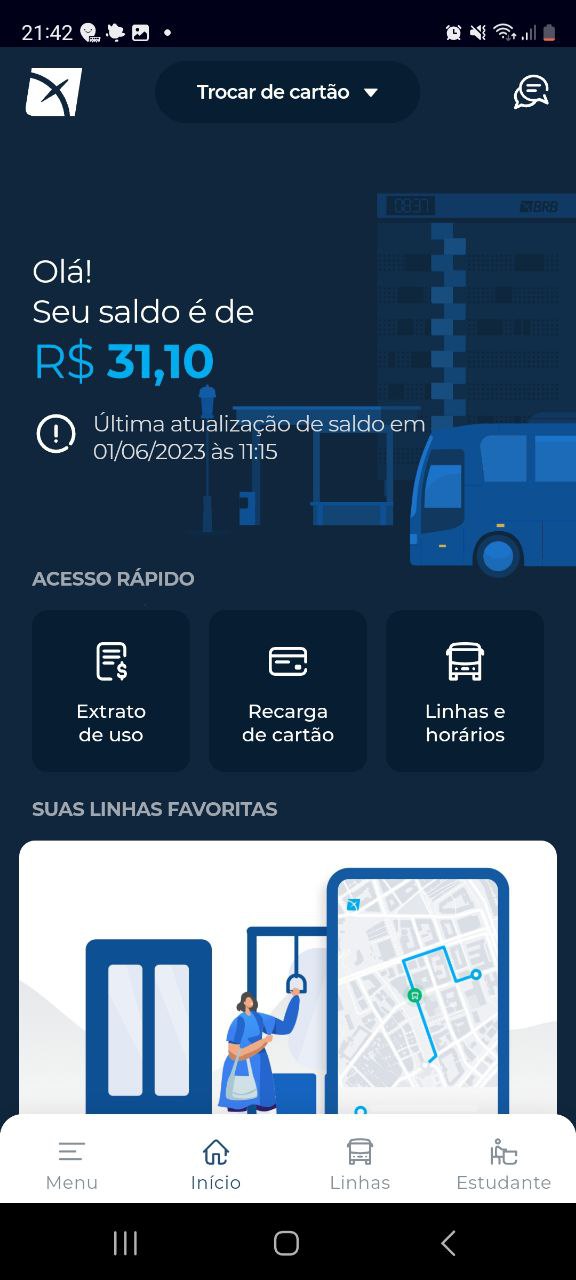 21:42
Trocar de cartão
08:37
BRB
Olá!
Seu saldo é de
R$ 31,10
Última atualização de saldo em
01/06/2023 às 11:15
ACESSO RÁPIDO
Extrato
de uso
Recarga
de cartão
Linhas e
horários
SUAS LINHAS FAVORITAS
Menu
Início
Linhas
Estudante